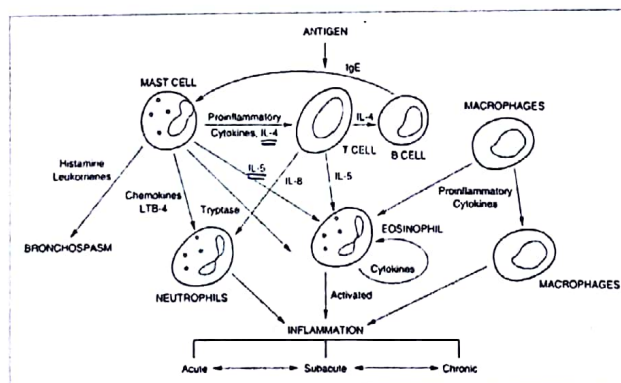 ANTIGEN
IgE
MAST CELL
MACROPHAGES
Proinflammatory
Cytokines, IL-4
IL-4
T CELL
B CELL
Histamine
Leukotrienes
IL-5
IL-8
IL-5
Proinflammatory
Cytokines
Chemokines
LTB-4
Tryptase
EOSINOPHIL
BRONCHOSPASM
Cytokines
NEUTROPHILS
MACROPHAGES
Activated
INFLAMMATION
Acute
Subacute
Chronic